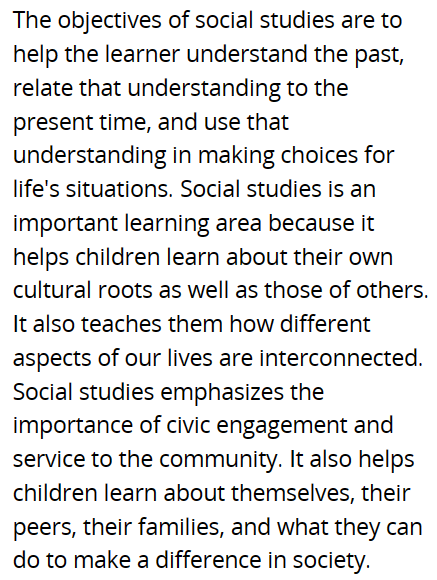 The objectives of social studies are to
help the learner understand the past,
relate that understanding to the
present time, and use that
understanding in making choices for
life's situations. Social studies is an
important learning area because it
helps children learn about their own
cultural roots as well as those of others.
It also teaches them how different
aspects of our lives are interconnected.
Social studies emphasizes the
importance of civic engagement and
service to the community. It also helps
children learn about themselves, their
peers, their families, and what they can
do to make a difference in society.